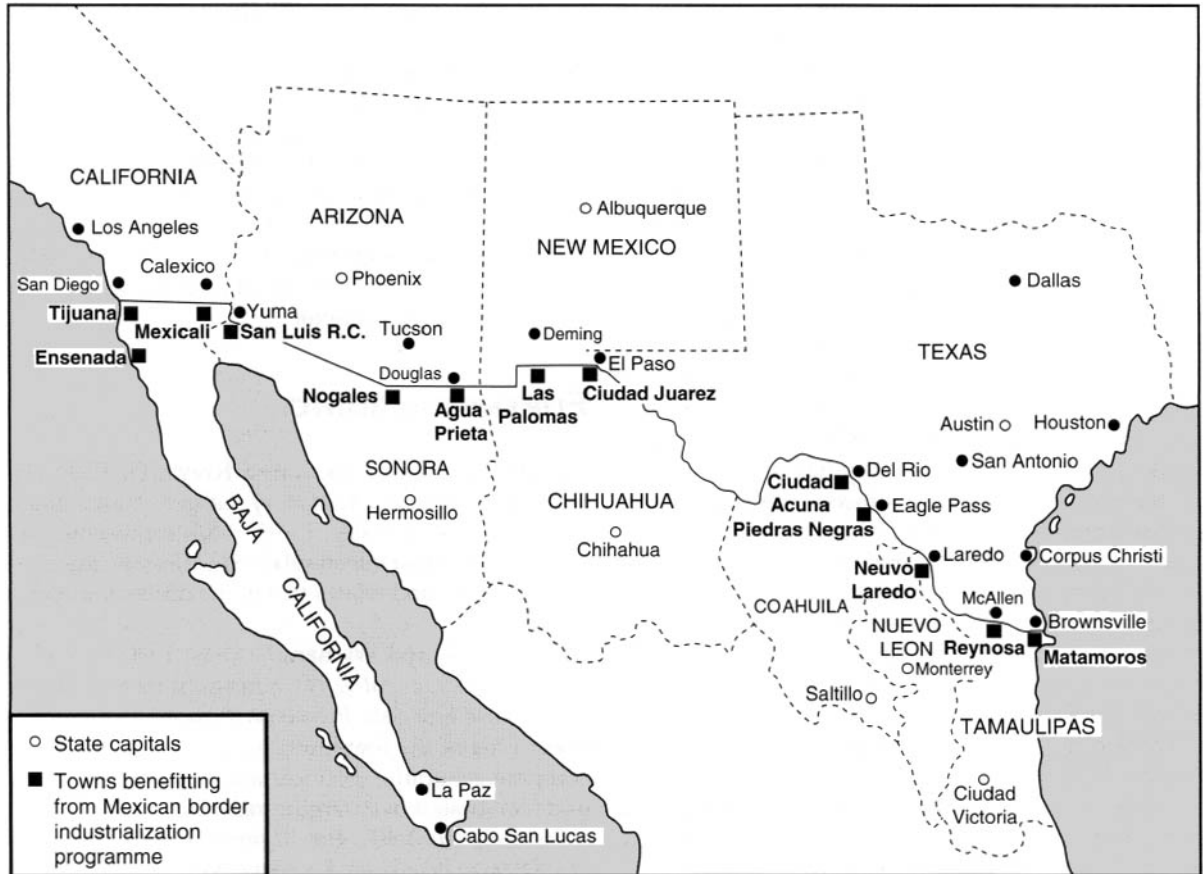 CALIFORNIA
Los Angeles
Calexico
San Diego
Tijuana
Mexicali
San Luis R.C.
Yuma
Ensenada
ARIZONA
Phoenix
Tucson
Douglas
Nogales
Agua
Prieta
NEW MEXICO
Albuquerque
Deming
El Paso
Las
Palomas
Ciudad Juarez
TEXAS
Dallas
Austin
Houston
San Antonio
Del Rio
Eagle Pass
Ciudad
Acuna
Piedras Negras
Laredo
Corpus Christi
Neuvo
Laredo
McAllen
Brownsville
Reynosa
Matamoros
SONORA
Hermosillo
CHIHUAHUA
Chihahua
COAHUILA
NUEVO
LEON
Monterrey
Saltillo
TAMAULIPAS
Ciudad
Victoria
BAJA
CALIFORNIA
La Paz
Cabo San Lucas
State capitals
Towns benefitting
from Mexican border
industrialization
programme